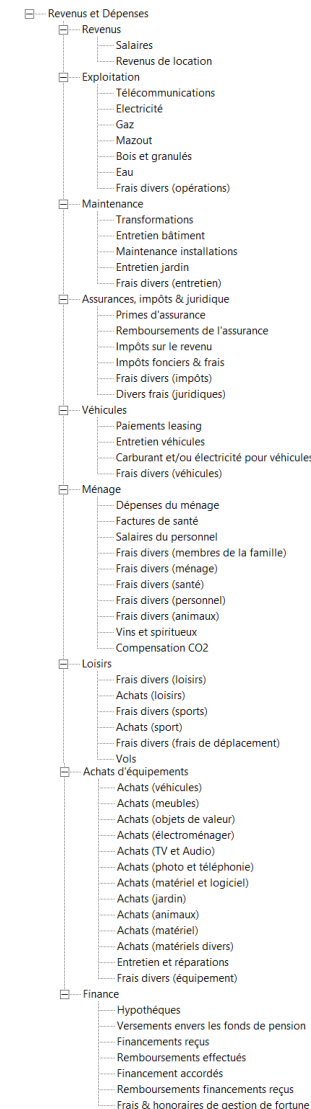 Revenus et Dépenses
Revenus
Salaires
Revenus de location
Exploitation
Télécommunications
Electricité
Gaz
Mazout
Bois et granulés
Eau
Frais divers (opérations)
Maintenance
Transformations
Entretien bâtiment
Maintenance installations
Entretien jardin
Frais divers (entretien)
Assurances, impôts & juridique
Primes d'assurance
Remboursements de l'assurance
Impôts sur le revenu
Impôts fonciers & frais
Frais divers (impôts)
Divers frais (juridiques)
Véhicules
Paiements leasing
Entretien véhicules
Carburant et/ou électricité pour véhicules
Frais divers (véhicules)
Ménage
Dépenses du ménage
Factures de santé
Salaires du personnel
Frais divers (membres de la famille)
Frais divers (ménage)
Frais divers (santé)
Frais divers (personnel)
Frais divers (animaux)
Vins et spiritueux
Compensation CO2
Loisirs
Frais divers (loisirs)
Achats (loisirs)
Frais divers (sports)
Achats (sport)
Frais divers (frais de déplacement)
Vols
Achats d'équipements
Achats (véhicules)
Achats (meubles)
Achats (objets de valeur)
Achats (électroménager)
Achats (TV et Audio)
Achats (photo et téléphonie)
Achats (matériel et logiciel)
Achats (jardin)
Achats (animaux)
Achats (matériel)
Achats (matériels divers)
Entretien et réparations
Frais divers (équipement)
Finance
Hypothéques
Versements envers les fonds de pension
Financements reçus
Remboursements effectués
Financement accordés
Remboursements financements reçus
Frais & honoraires de gestion de fortune